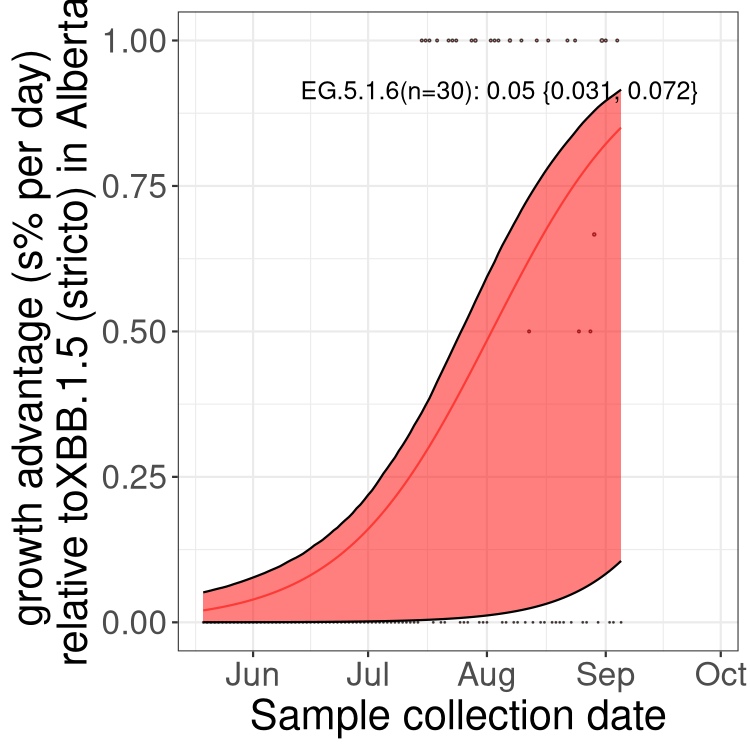 growth advantage (s% per day)
relative toXBB.1.5 (stricto) in Alberta
1.00
0.75
0.50
0.25
0.00
EG.5.1.6(n=30): 0.05 {0.031, 0.072}
Jun Jul Aug Sep Oct
Sample collection date